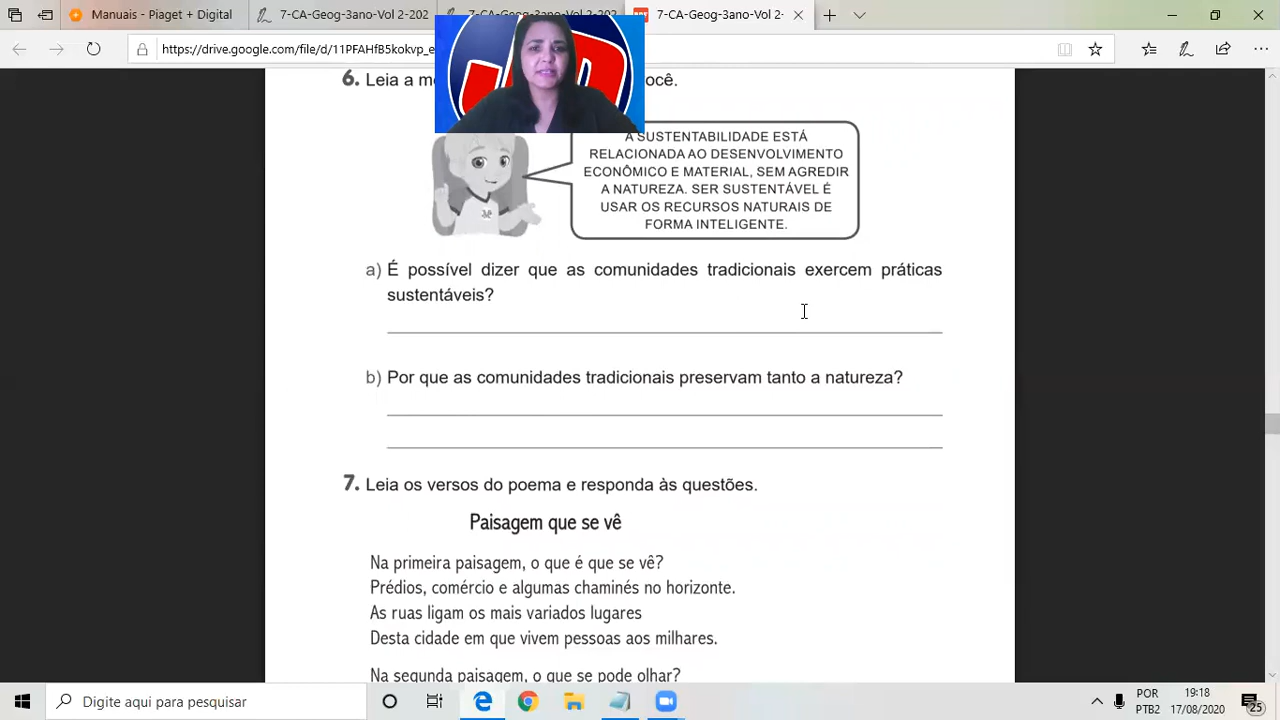 Manuais - Piaget + Digital
7-CA-Geog-3ano-Vol 2-202
7-CA-Geog-3ano-Vol 2-202
7-CA-
https://drive.google.com/file/d/11PFAHfB5kokvp_e
6. Leia a
ocê.
A SUSTENTABILIDADE ESTÁ
RELACIONADA AO DESENVOLVIMENTO
ECONÔMICO E MATERIAL, SEM AGREDIR
A NATUREZA. SER SUSTENTÁVEL É
USAR OS RECURSOS NATURAIS DE
FORMA INTELIGENTE.
a) É possível dizer que as comunidades tradicionais exercem práticas
sustentáveis?
b) Por que as comunidades tradicionais preservam tanto a natureza?
7. Leia os versos do poema e responda às questões.
Paisagem que se vê
Na primeira paisagem, o que é que se vê?
Prédios, comércio e algumas chaminés no horizonte.
As ruas ligam os mais variados lugares
Desta cidade em que vivem pessoas aos milhares.
Na segunda paisagem, o que se pode olhar?
Digite aqui para pesquisar
POR
PTB2
19:18
17/08/2020
25